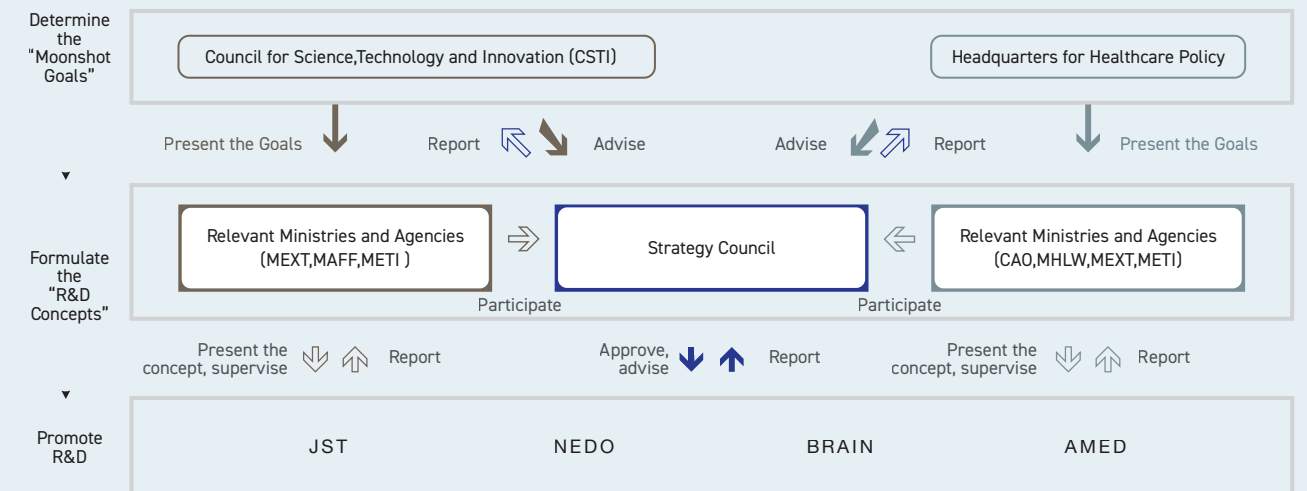 Determine
the
“Moonshot
Goals”
Council for Science,Technology and Innovation (CSTI)
Headquarters for Healthcare Policy
Present the Goals
Report
Advise
Advise
Report
Present the Goals
▼
Formulate
the
“R&D
Concepts”
Relevant Ministries and Agencies
(MEXT,MAFF,METI )
Strategy Council
Relevant Ministries and Agencies
(CAO,MHLW,MEXT,METI)
Participate
Participate
Present the
concept, supervise
Report
Approve,
advise
Report
Present the
concept, supervise
Report
▼
Promote
R&D
JST
NEDO
BRAIN
AMED